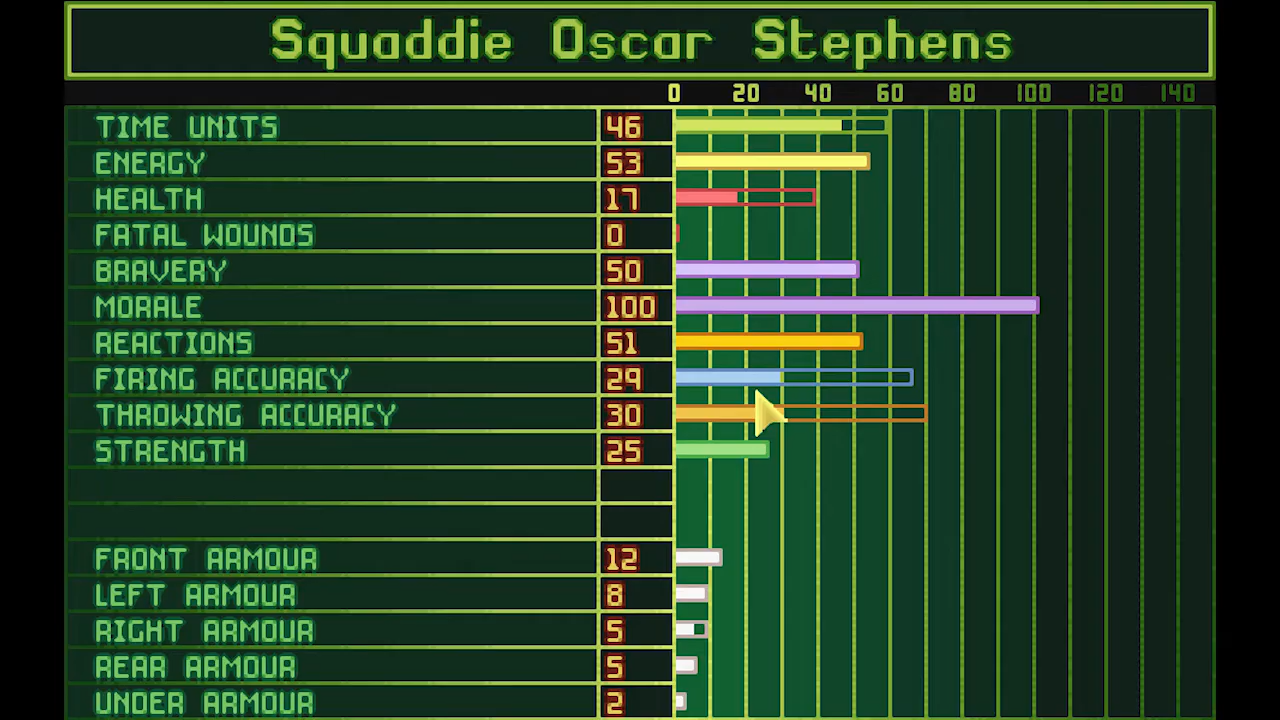 Squaddie Oscar Stephens
0 20 40 60 80 100 120 140
TIME UNITS 46
ENERGY 53
HEALTH 17
FATAL WOUNDS 0
BRAVERY 50
MORALE 100
REACTIONS 51
FIRING ACCURACY 29
THROWING ACCURACY 30
STRENGTH 25
FRONT ARMOUR 12
LEFT ARMOUR 8
RIGHT ARMOUR 5
REAR ARMOUR 5
UNDER ARMOUR 2